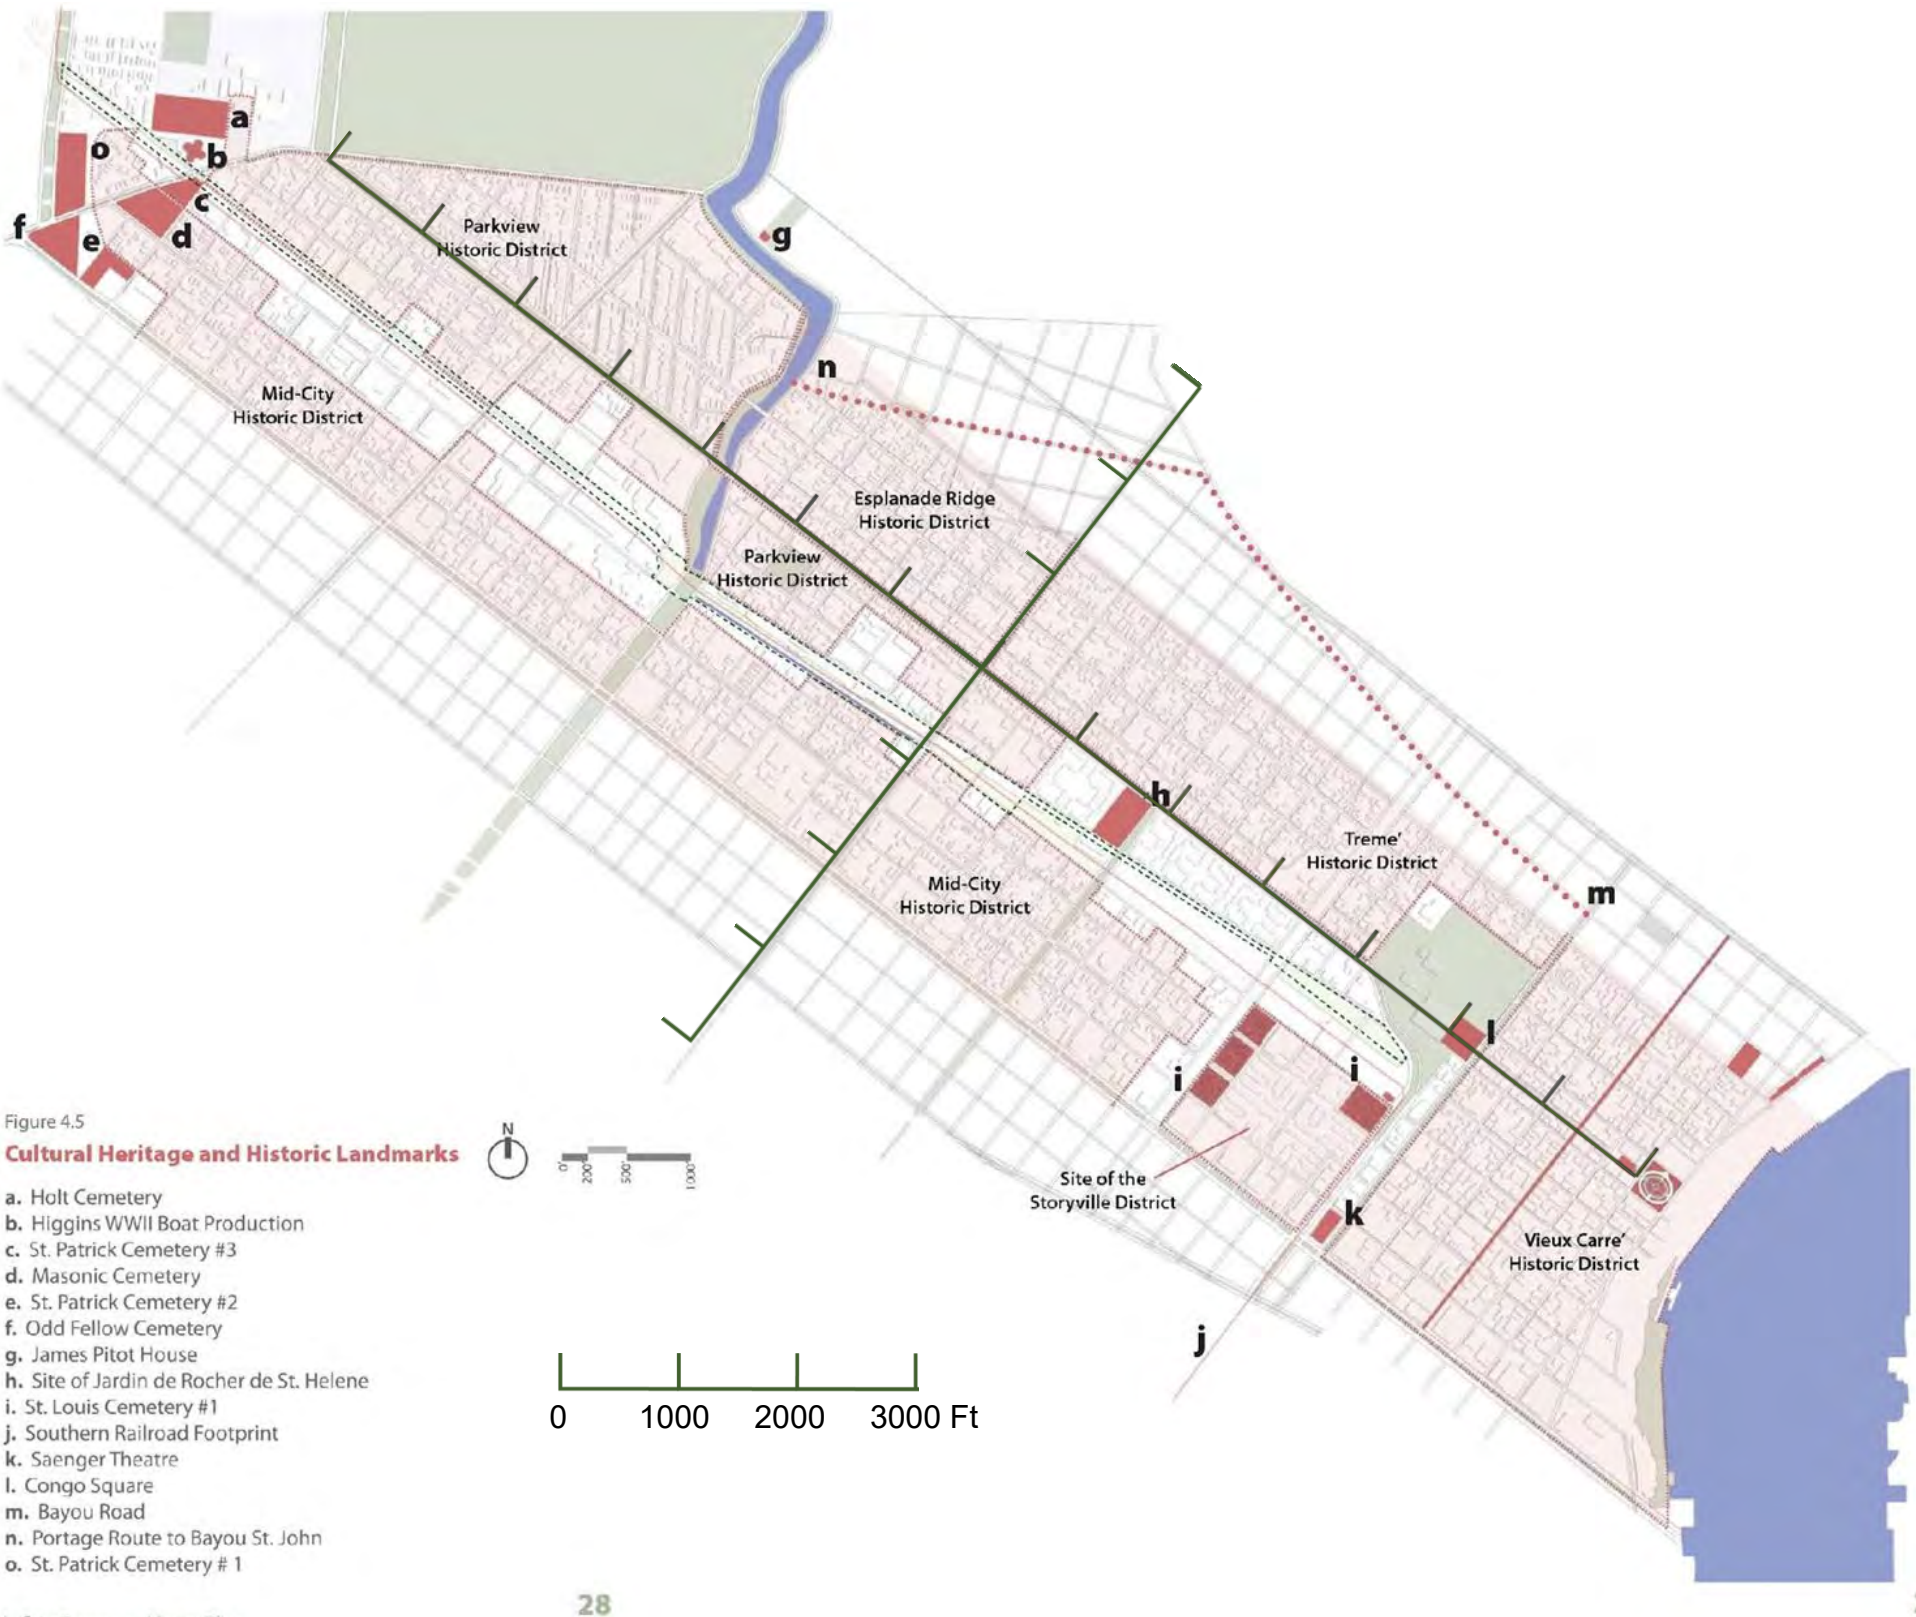 a
o
b
c
f
e
d
g
Parkview
Historic District
n
Mid-City
Historic District
Esplanade Ridge
Historic District
Parkview
Historic District
h
Treme'
Historic District
Mid-City
Historic District
m
l
i
i
Site of the
Storyville District
k
Vieux Carre'
Historic District
j
Figure 4.5
Cultural Heritage and Historic Landmarks
N
0' 200' 500' 1000'
a. Holt Cemetery
b. Higgins WWII Boat Production
c. St. Patrick Cemetery #3
d. Masonic Cemetery
e. St. Patrick Cemetery #2
f. Odd Fellow Cemetery
g. James Pitot House
h. Site of Jardin de Rocher de St. Helene
i. St. Louis Cemetery #1
j. Southern Railroad Footprint
k. Saenger Theatre
l. Congo Square
m. Bayou Road
n. Portage Route to Bayou St. John
o. St. Patrick Cemetery # 1
0 1000 2000 3000 Ft
28